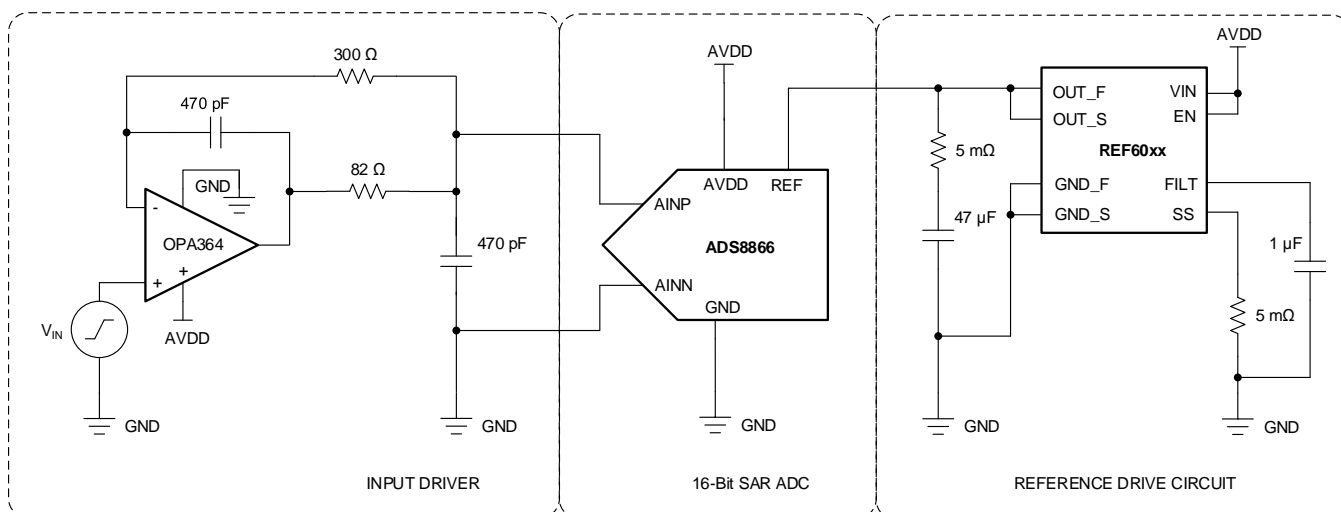 300 Ω
470 pF
GND
82 Ω
-
OPA364
+
+
V_IN
AVDD
GND
470 pF
GND
INPUT DRIVER
AVDD
AVDD
REF
AINP
ADS8866
AINN
GND
GND
16-Bit SAR ADC
AVDD
OUT_F
VIN
OUT_S
EN
REF60xx
5 mΩ
GND_F
FILT
GND_S
SS
47 µF
1 µF
5 mΩ
GND
GND
REFERENCE DRIVE CIRCUIT